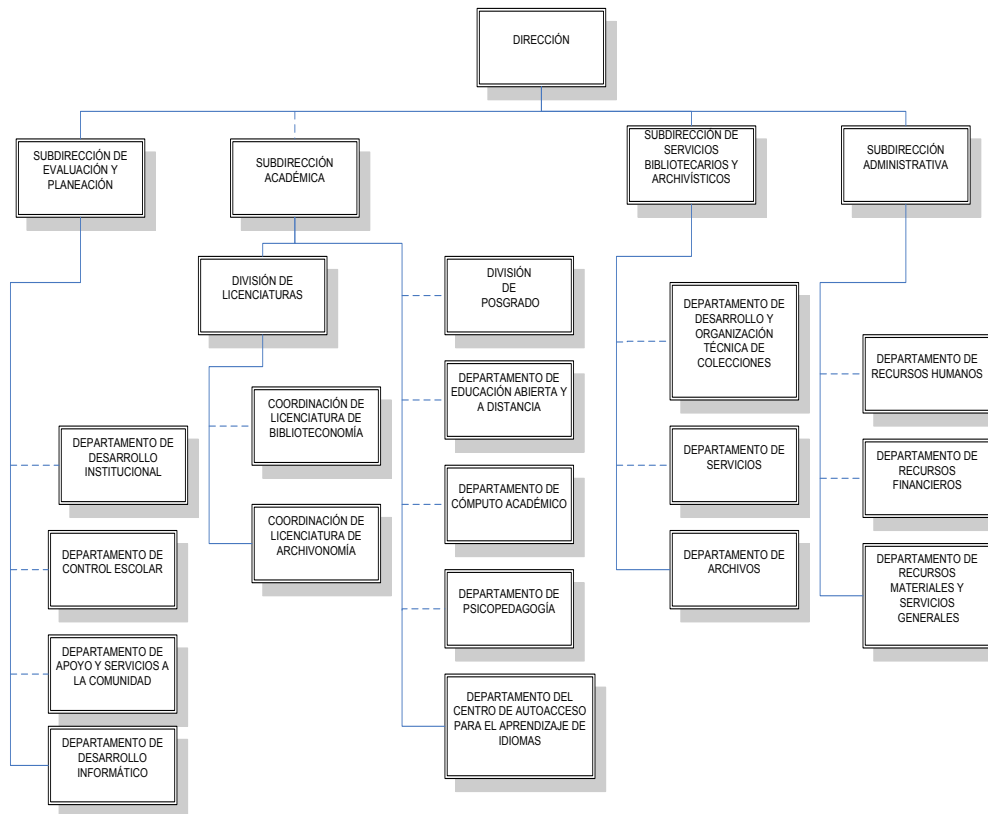 DIRECCIÓN
SUBDIRECCIÓN DE
EVALUACIÓN Y
PLANEACIÓN
SUBDIRECCIÓN
ACADÉMICA
SUBDIRECCIÓN DE
SERVICIOS
BIBLIOTECARIOS Y
ARCHIVÍSTICOS
SUBDIRECCIÓN
ADMINISTRATIVA
DEPARTAMENTO DE
DESARROLLO
INSTITUCIONAL
DEPARTAMENTO DE
CONTROL ESCOLAR
DEPARTAMENTO DE
APOYO Y SERVICIOS A
LA COMUNIDAD
DEPARTAMENTO DE
DESARROLLO
INFORMÁTICO
DIVISIÓN DE
LICENCIATURAS
COORDINACIÓN DE
LICENCIATURA DE
BIBLIOTECONOMÍA
COORDINACIÓN DE
LICENCIATURA DE
ARCHIVONOMÍA
DIVISIÓN
DE
POSGRADO
DEPARTAMENTO DE
EDUCACIÓN ABIERTA Y
A DISTANCIA
DEPARTAMENTO DE
CÓMPUTO ACADÉMICO
DEPARTAMENTO DE
PSICOPEDAGOGÍA
DEPARTAMENTO DEL
CENTRO DE AUTOACCESO
PARA EL APRENDIZAJE DE
IDIOMAS
DEPARTAMENTO DE
DESARROLLO Y
ORGANIZACIÓN
TÉCNICA DE
COLECCIONES
DEPARTAMENTO DE
SERVICIOS
DEPARTAMENTO DE
ARCHIVOS
DEPARTAMENTO DE
RECURSOS HUMANOS
DEPARTAMENTO DE
RECURSOS
FINANCIEROS
DEPARTAMENTO DE
RECURSOS
MATERIALES Y
SERVICIOS
GENERALES